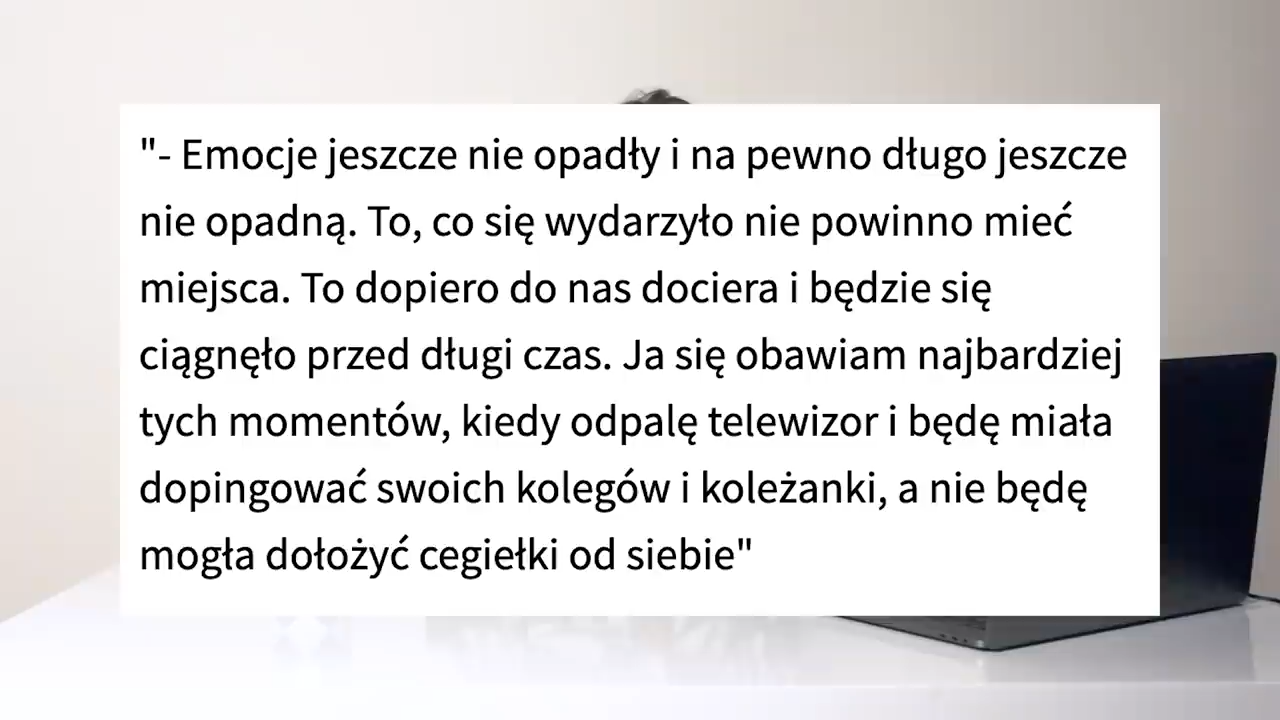 "- Emocje jeszcze nie opadły i na pewno długo jeszcze
nie opadną. To, co się wydarzyło nie powinno mieć
miejsca. To dopiero do nas dociera i będzie się
ciągnęło przed długi czas. Ja się obawiam najbardziej
tych momentów, kiedy odpalę telewizor i będę miała
dopingować swoich kolegów i koleżanki, a nie będę
mogła dołożyć cegiełki od siebie"